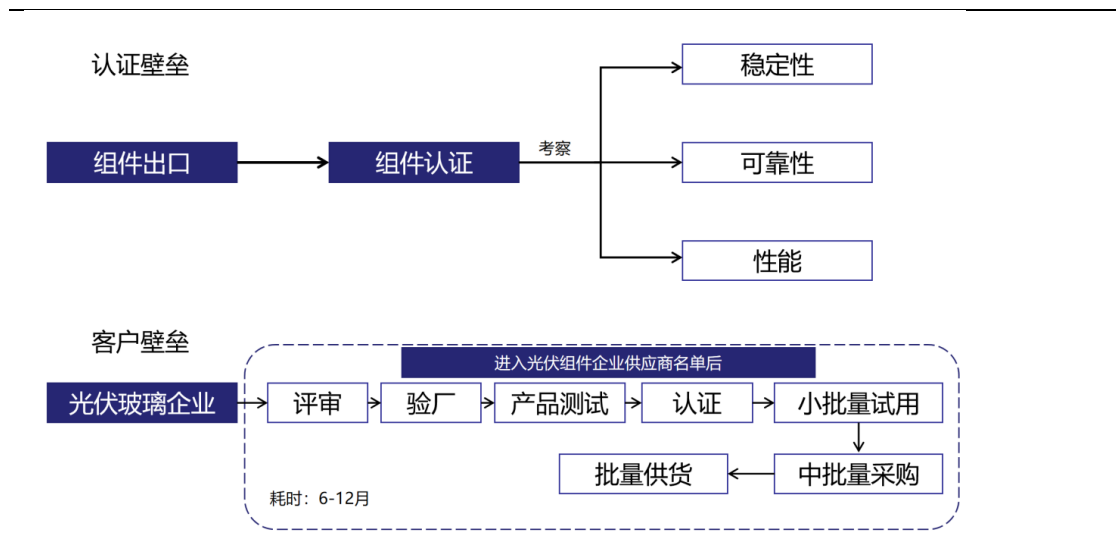 认证壁垒
组件出口
组件认证
考察
稳定性
可靠性
性能
客户壁垒
进入光伏组件企业供应商名单后
光伏玻璃企业
评审
验厂
产品测试
认证
小批量试用
中批量采购
批量供货
耗时：6-12月